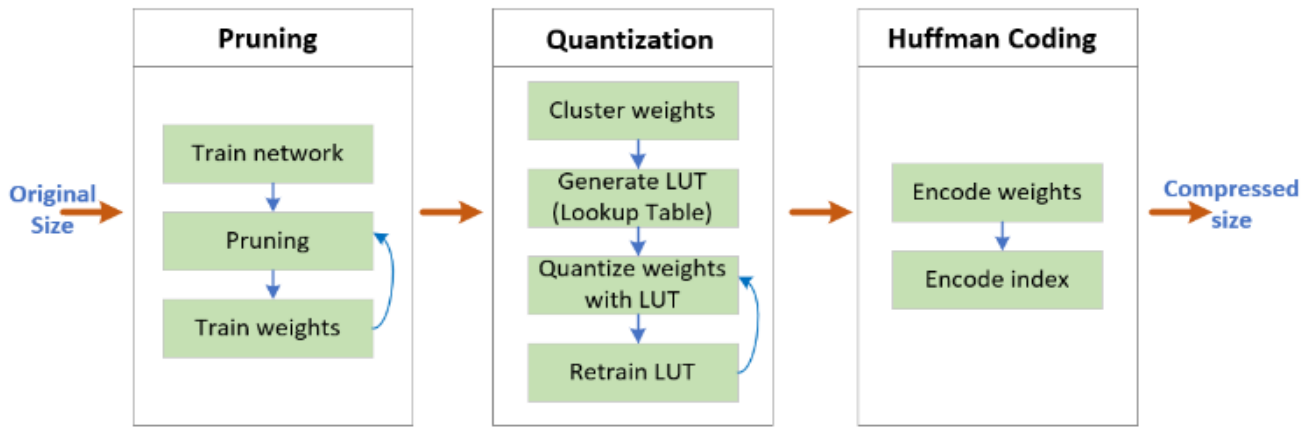 Original
Size
Pruning
Train network
Pruning
Train weights
Quantization
Cluster weights
Generate LUT
(Lookup Table)
Quantize weights
with LUT
Retrain LUT
Huffman Coding
Encode weights
Encode index
Compressed
size